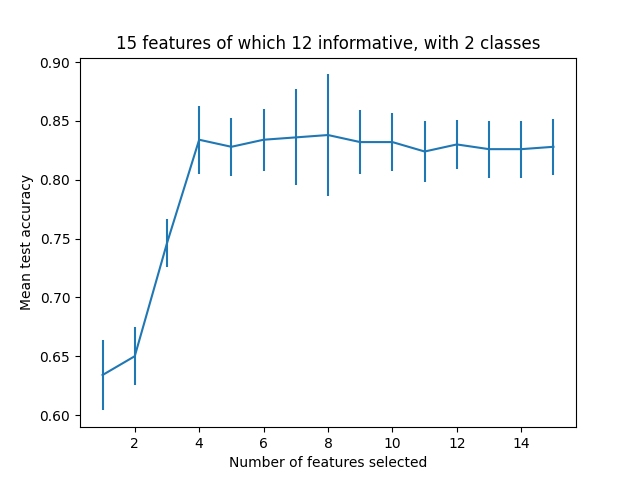 15 features of which 12 informative, with 2 classes
0.90
0.85
0.80
0.75
0.70
0.65
0.60
Mean test accuracy
2 4 6 8 10 12 14
Number of features selected